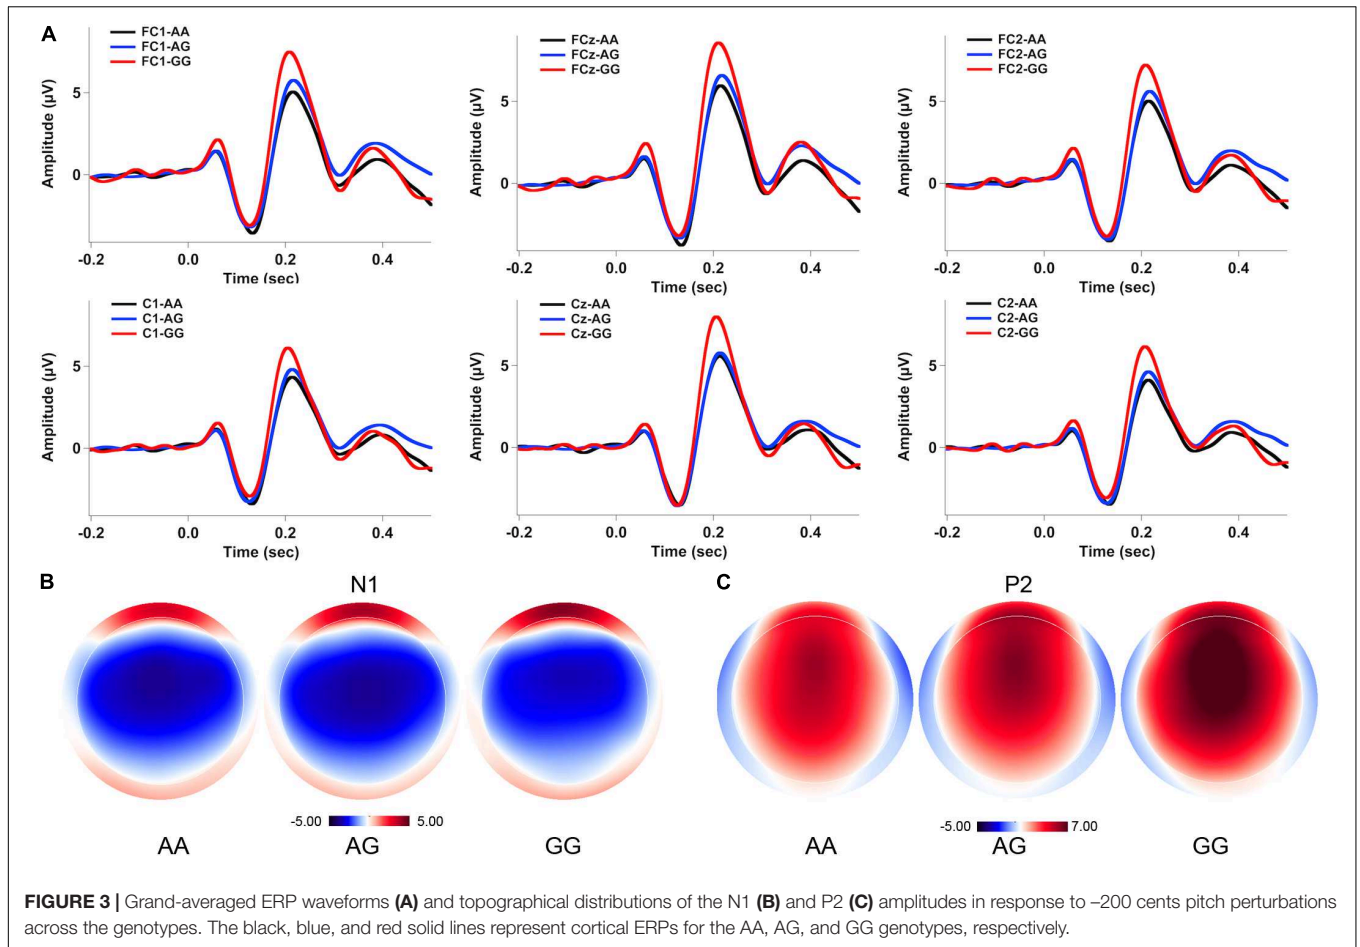 A
FC1-AA
FC1-AG
FC1-GG
Amplitude (µV)
5
0
-0.2
0.0
0.2
0.4
Time (sec)
FCz-AA
FCz-AG
FCz-GG
Amplitude (µV)
5
0
-0.2
0.0
0.2
0.4
Time (sec)
FC2-AA
FC2-AG
FC2-GG
Amplitude (µV)
5
0
-0.2
0.0
0.2
0.4
Time (sec)
C1-AA
C1-AG
C1-GG
Amplitude (µV)
5
0
-0.2
0.0
0.2
0.4
Time (sec)
Cz-AA
Cz-AG
Cz-GG
Amplitude (µV)
5
0
-0.2
0.0
0.2
0.4
Time (sec)
C2-AA
C2-AG
C2-GG
Amplitude (µV)
5
0
-0.2
0.0
0.2
0.4
Time (sec)
B
N1
-5.00
5.00
AA
AG
GG
C
P2
-5.00
7.00
AA
AG
GG
FIGURE 3 | Grand-averaged ERP waveforms (A) and topographical distributions of the N1 (B) and P2 (C) amplitudes in response to –200 cents pitch perturbations
across the genotypes. The black, blue, and red solid lines represent cortical ERPs for the AA, AG, and GG genotypes, respectively.